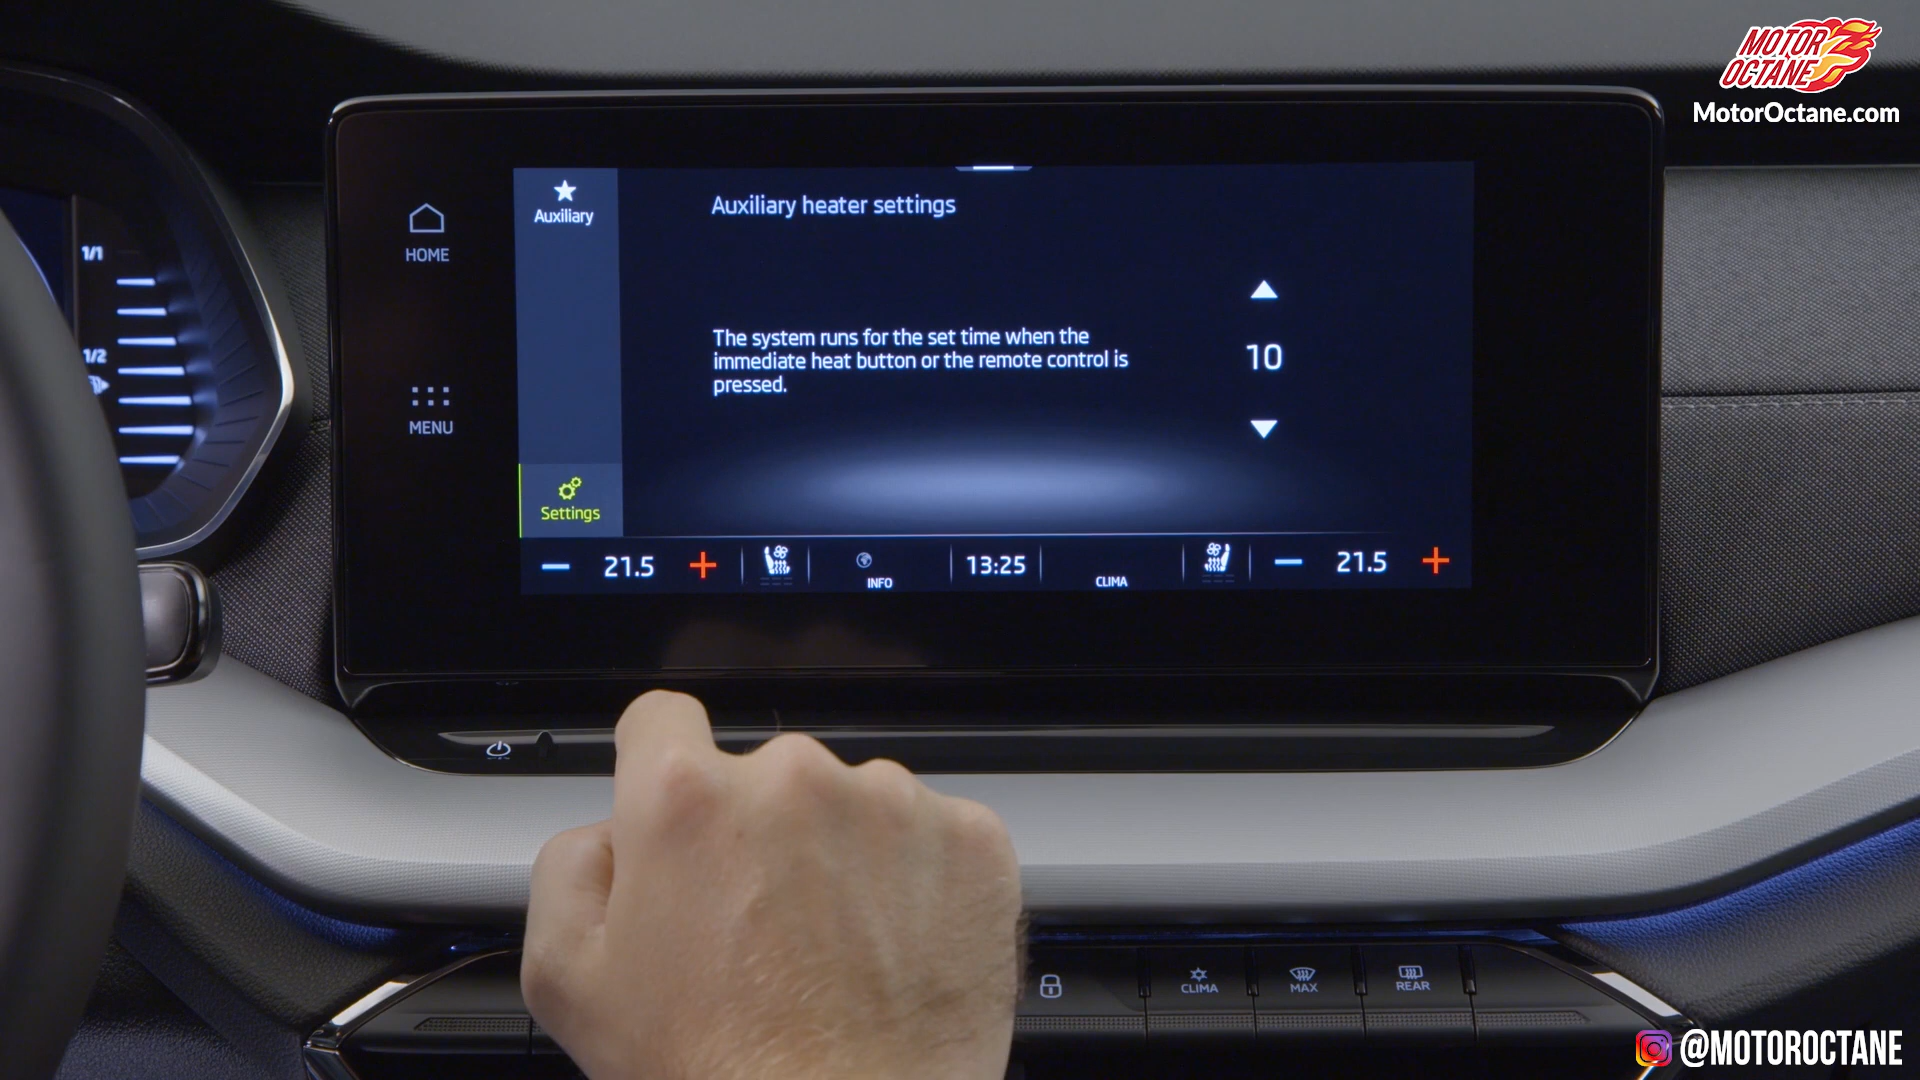 MOTOR
OCTANE
MotorOctane.com
1/1
1/2
HOME
MENU
Auxiliary
Settings
Auxiliary heater settings
The system runs for the set time when the
immediate heat button or the remote control is
pressed.
10
21.5
INFO
13:25
CLIMA
21.5
CLIMA
MAX
REAR
@MOTOROCTANE